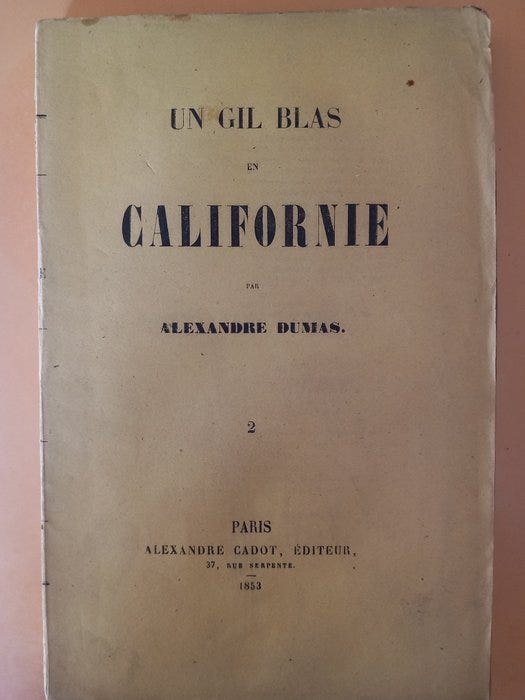 UN GIL BLAS
EN
CALIFORNIE
PAR
ALEXANDRE DUMAS.
2
PARIS
ALEXANDRE CADOT, ÉDITEUR,
37, RUE SERPENTE.
1853